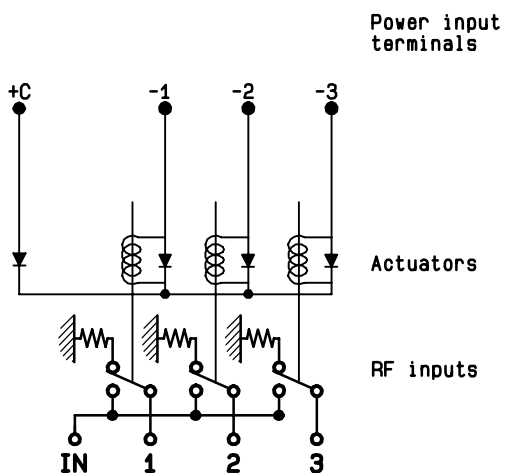 Power input
terminals
+C -1 -2 -3
Actuators
RF inputs
IN 1 2 3